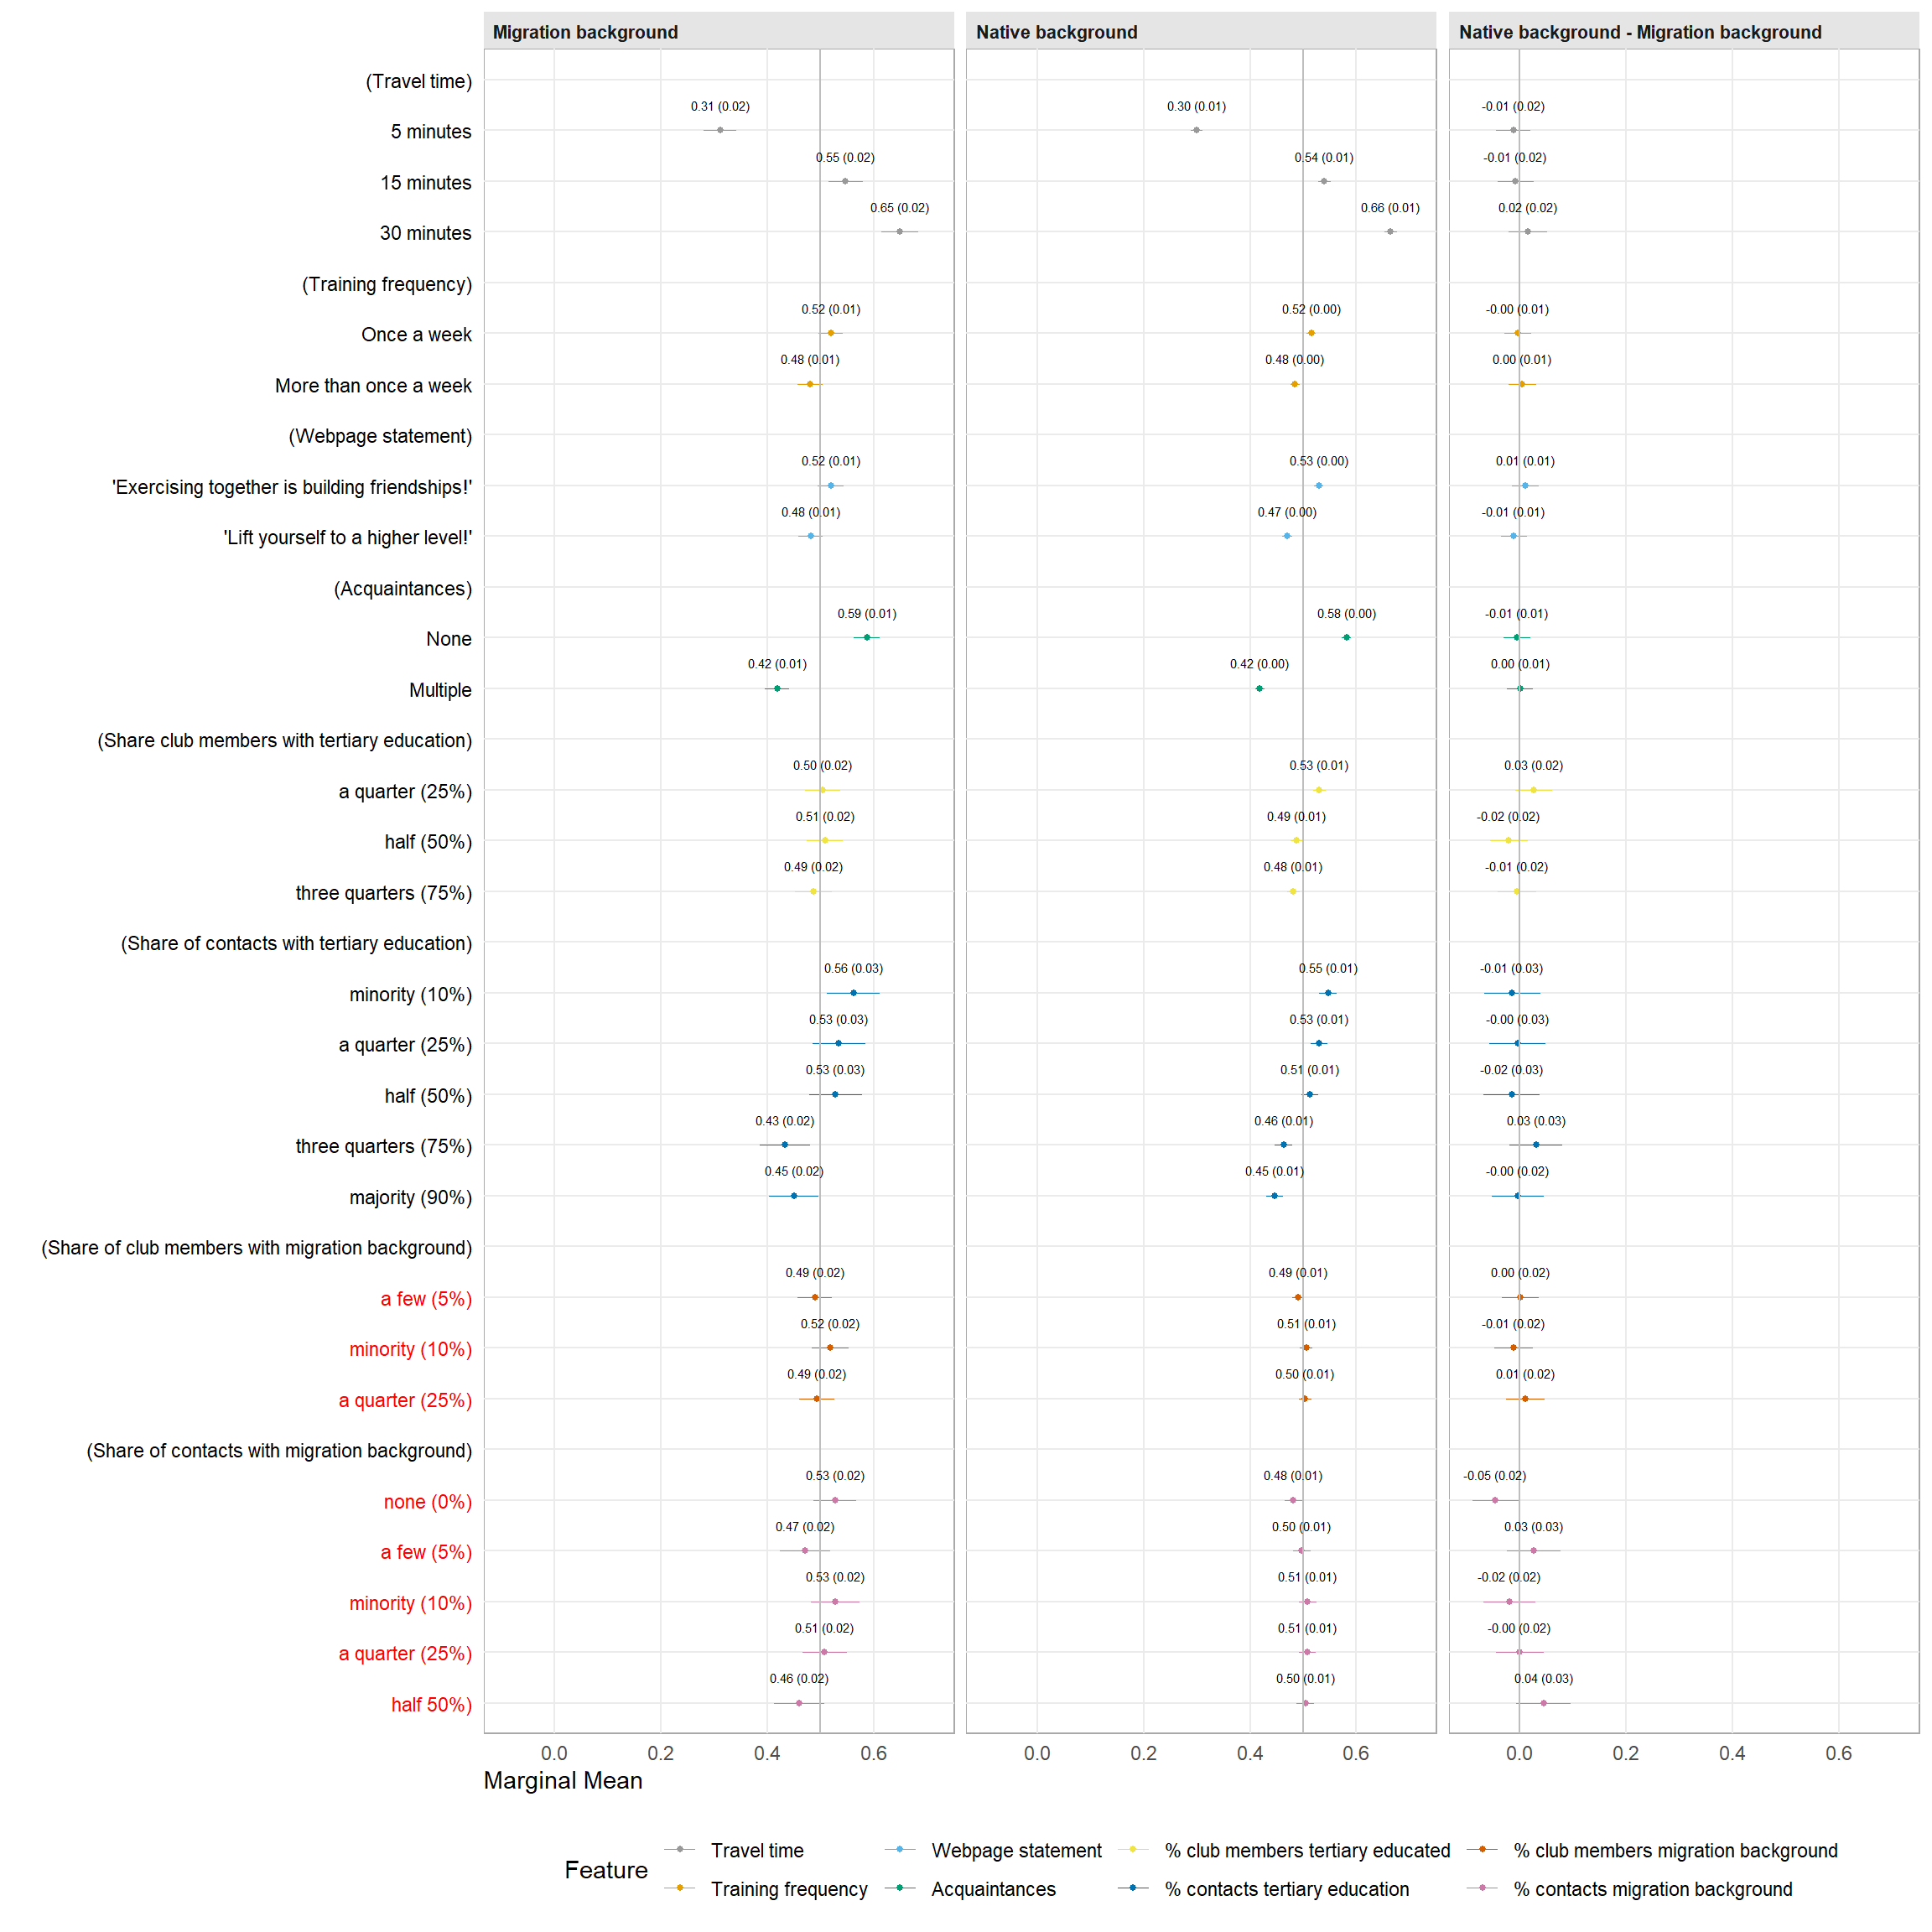 Migration background Native background Native background - Migration background
(Travel time)
0.31 (0.02) 0.30 (0.01) -0.01 (0.02)
5 minutes
0.55 (0.02) 0.54 (0.01) -0.01 (0.02)
15 minutes
0.65 (0.02) 0.66 (0.01) 0.02 (0.02)
30 minutes
(Training frequency)
0.52 (0.01) 0.52 (0.00) -0.00 (0.01)
Once a week
0.48 (0.01) 0.48 (0.00) 0.00 (0.01)
More than once a week
(Webpage statement)
0.52 (0.01) 0.53 (0.00) 0.01 (0.01)
'Exercising together is building friendships!'
0.48 (0.01) 0.47 (0.00) -0.01 (0.01)
'Lift yourself to a higher level!'
(Acquaintances)
0.59 (0.01) 0.58 (0.00) -0.01 (0.01)
None
0.42 (0.01) 0.42 (0.00) 0.00 (0.01)
Multiple
(Share club members with tertiary education)
0.50 (0.02) 0.53 (0.01) 0.03 (0.02)
a quarter (25%)
0.51 (0.02) 0.49 (0.01) -0.02 (0.02)
half (50%)
0.49 (0.02) 0.48 (0.01) -0.01 (0.02)
three quarters (75%)
(Share of contacts with tertiary education)
0.56 (0.03) 0.55 (0.01) -0.01 (0.03)
minority (10%)
0.53 (0.03) 0.53 (0.01) -0.00 (0.03)
a quarter (25%)
0.53 (0.03) 0.51 (0.01) -0.02 (0.03)
half (50%)
0.43 (0.02) 0.46 (0.01) 0.03 (0.03)
three quarters (75%)
0.45 (0.02) 0.45 (0.01) -0.00 (0.02)
majority (90%)
(Share of club members with migration background)
0.49 (0.02) 0.49 (0.01) 0.00 (0.02)
a few (5%)
0.52 (0.02) 0.51 (0.01) -0.01 (0.02)
minority (10%)
0.49 (0.02) 0.50 (0.01) 0.01 (0.02)
a quarter (25%)
(Share of contacts with migration background)
0.53 (0.02) 0.48 (0.01) -0.05 (0.02)
none (0%)
0.47 (0.02) 0.50 (0.01) 0.03 (0.03)
a few (5%)
0.53 (0.02) 0.51 (0.01) -0.02 (0.02)
minority (10%)
0.51 (0.02) 0.51 (0.01) -0.00 (0.02)
a quarter (25%)
0.46 (0.02) 0.50 (0.01) 0.04 (0.03)
half 50%)
0.0 0.2 0.4 0.6 0.0 0.2 0.4 0.6 0.0 0.2 0.4 0.6
Marginal Mean
Feature
Travel time Webpage statement % club members tertiary educated % club members migration background
Training frequency Acquaintances % contacts tertiary education % contacts migration background